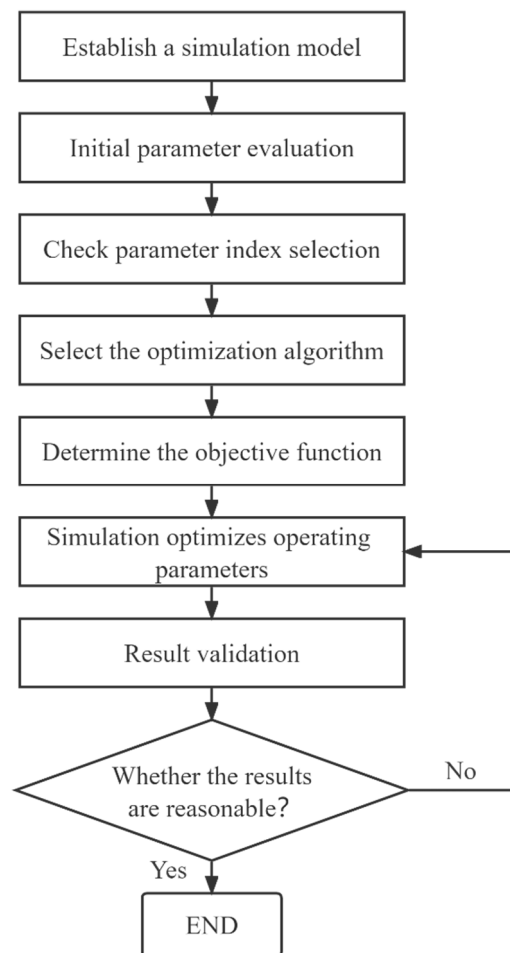 Establish a simulation model
Initial parameter evaluation
Check parameter index selection
Select the optimization algorithm
Determine the objective function
Simulation optimizes operating
parameters
Result validation
Whether the results
are reasonable?
No
Yes
END